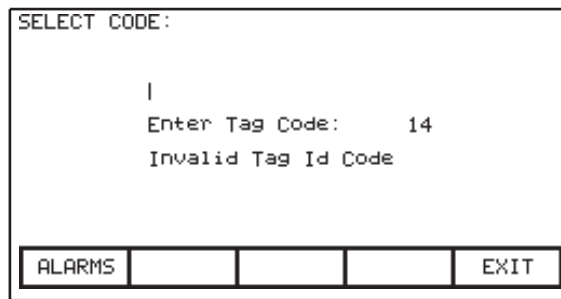 SELECT CODE:
Enter Tag Code: 14
Invalid Tag Id Code
ALARMS EXIT